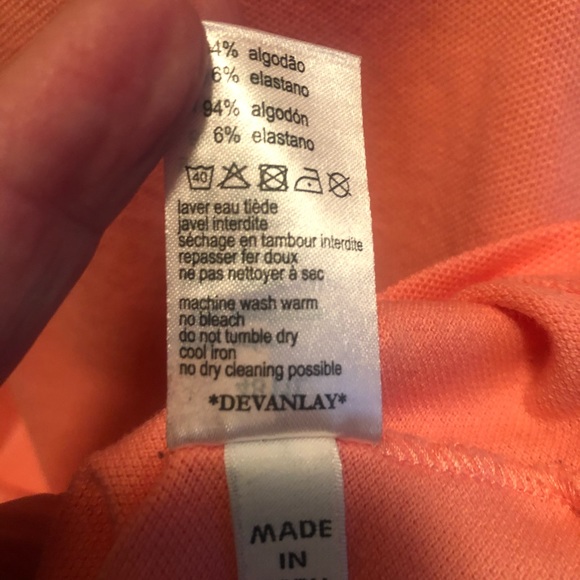 4% algodão
6% elastano
94% algodón
6% elastano
40
laver eau tiède
javel interdite
séchage en tambour interdite
repasser fer doux
ne pas nettoyer à sec
machine wash warm
no bleach
do not tumble dry
cool iron
no dry cleaning possible
*DEVANLAY*
MADE
IN